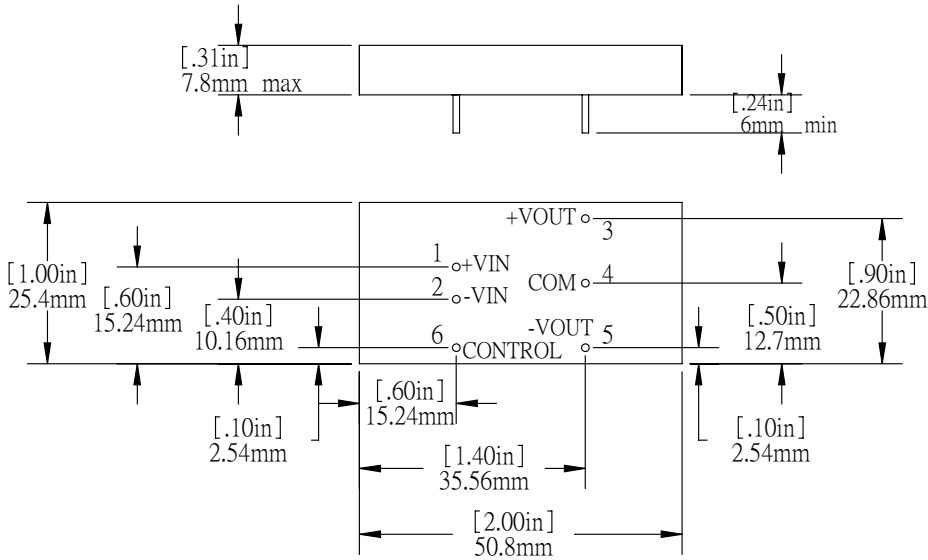 [.31in]
7.8mm max
[.24in]
6mm min
+VOUT
3
1
+VIN
COM
4
2
-VIN
[1.00in]
25.4mm
[.60in]
15.24mm
[.40in]
10.16mm
-VOUT
5
6
CONTROL
[.50in]
12.7mm
[.90in]
22.86mm
[.60in]
15.24mm
[.10in]
2.54mm
[.10in]
2.54mm
[1.40in]
35.56mm
[2.00in]
50.8mm